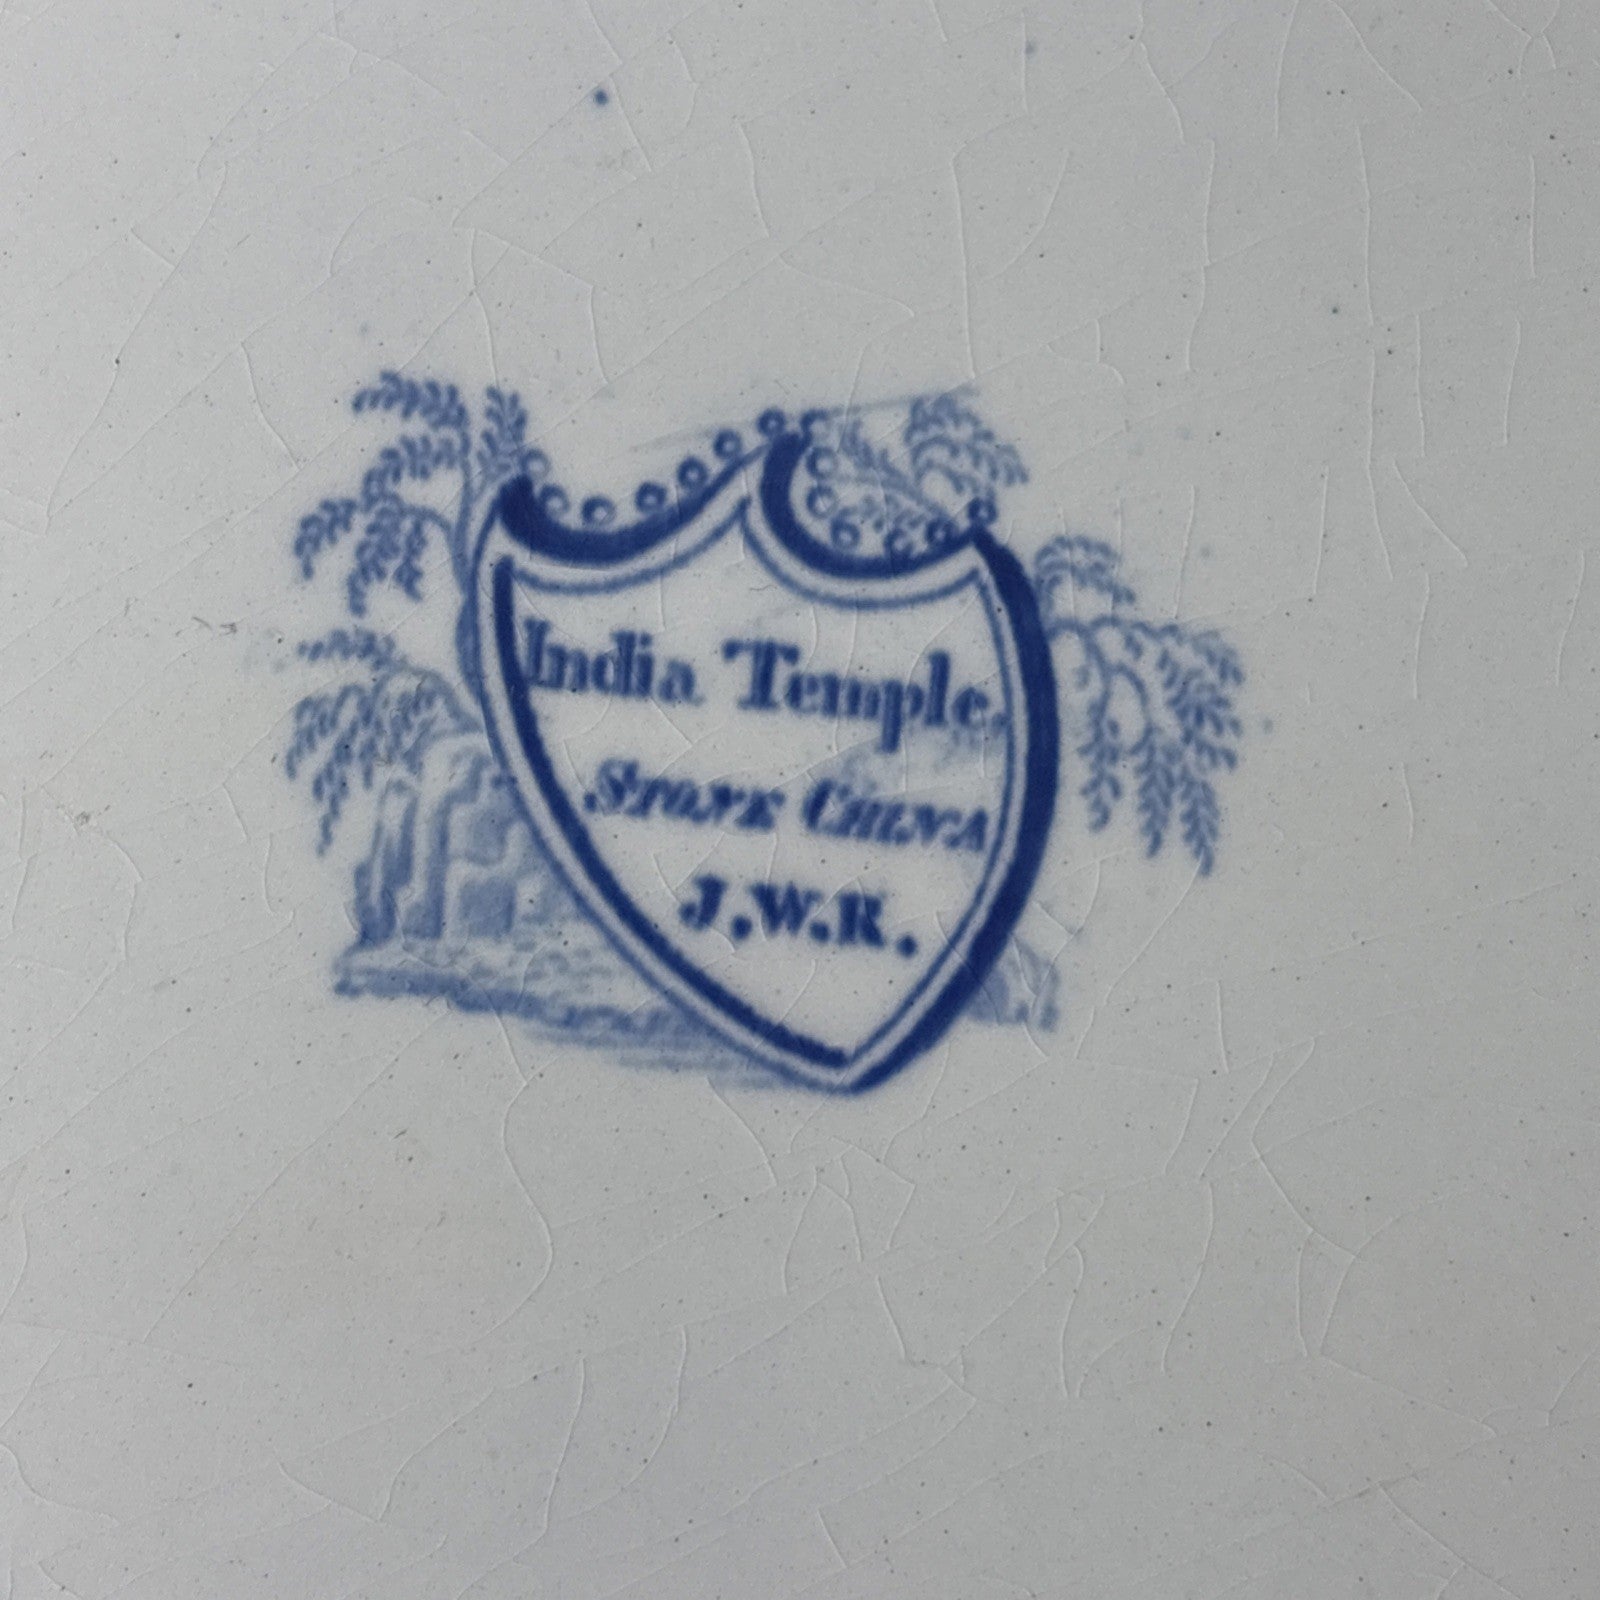 India Temple.
STONE CHINA
J.W.R.